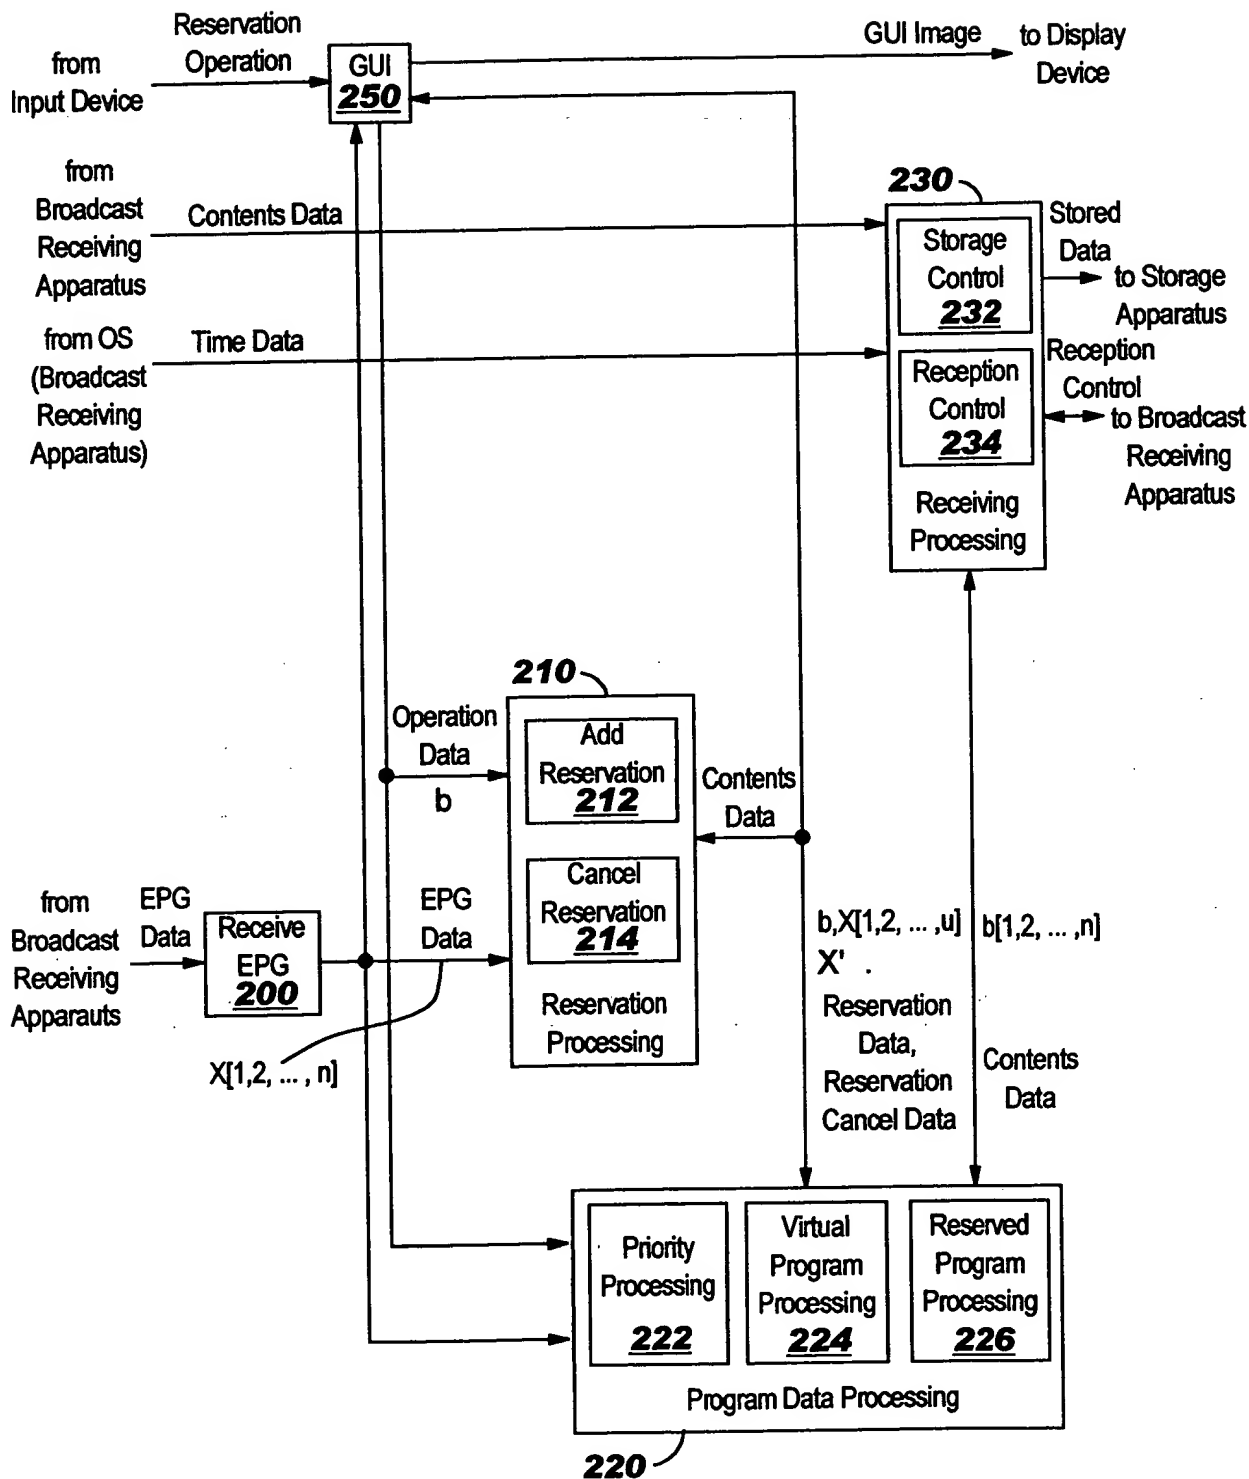 Reservation
Operation
from
Input Device
GUI
250
GUI Image
to Display
Device
from
Broadcast
Receiving
Apparatus
Contents Data
230
Storage
Control
232
Stored
Data
to Storage
Apparatus
from OS
(Broadcast
Receiving
Apparatus)
Time Data
Reception
Control
234
Reception
Control
to Broadcast
Receiving
Apparatus
Receiving
Processing
210
Operation
Data
b
Add
Reservation
212
Contents
Data
Cancel
Reservation
214
Reservation
Processing
from
Broadcast
Receiving
Apparauts
EPG
Data
Receive
EPG
200
EPG
Data
X[1,2, ... , n]
b,X[1,2, ... ,u]
X' .
Reservation
Data,
Reservation
Cancel Data
b[1,2, ... ,n]
Contents
Data
Priority
Processing
222
Virtual
Program
Processing
224
Reserved
Program
Processing
226
Program Data Processing
220